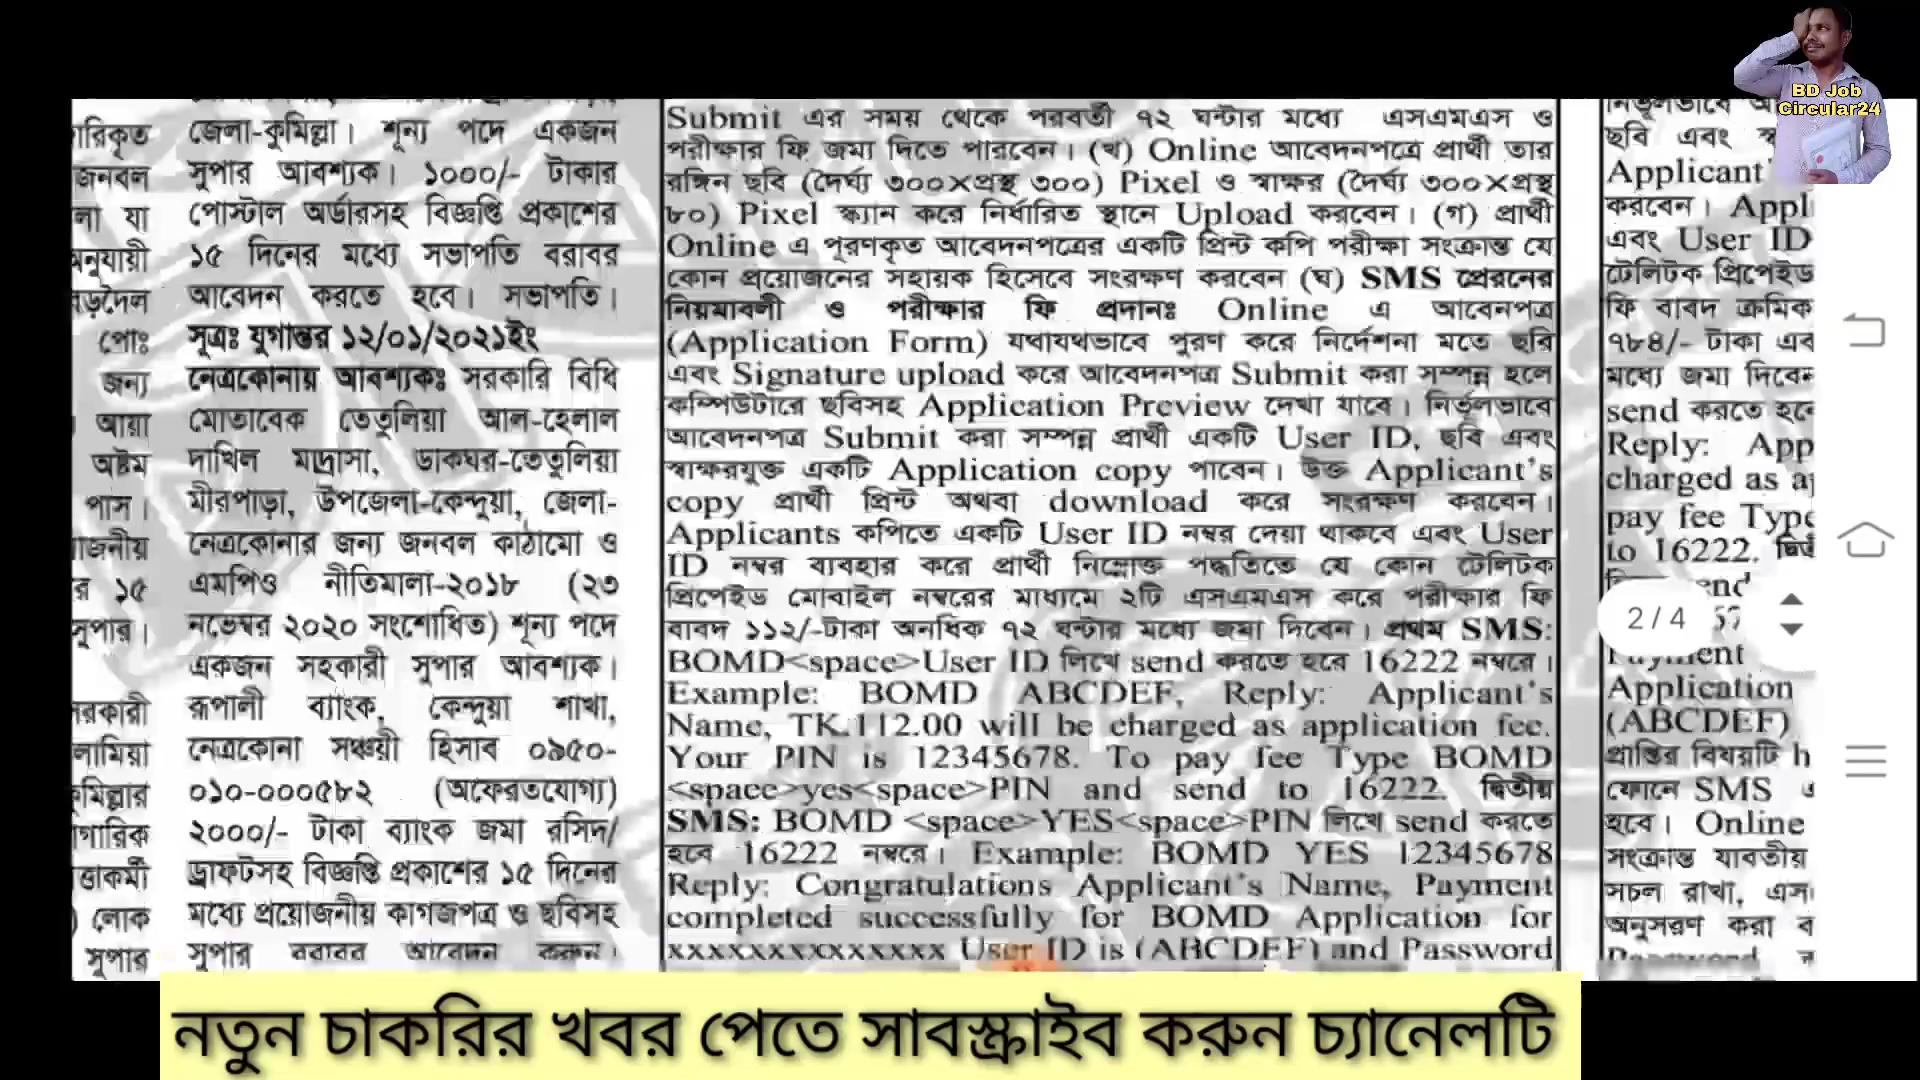 BD Job
Circular24
ারিকৃত
জনবল
লা যা
অনুযায়ী
বড়দৈল
পোঃ
জন্য
আয়া
অষ্টম
পাস।
র ১৫
সুপার।
সরকারী
লামিয়া
কুমিল্লার
াগারিক
ত্তাকর্মী
) লোক
সুপার
জেলা-কুমিল্লা। শূন্য পদে একজন
সুপার আবশ্যক। ১০০০/- টাকার
পোস্টাল অর্ডারসহ বিজ্ঞপ্তি প্রকাশের
১৫ দিনের মধ্যে সভাপতি বরাবর
আবেদন করতে হবে। সভাপতি।
সূত্রঃ যুগান্তর ১২/০১/২০২১ইং
নেত্রকোনায় আবশ্যকঃ সরকারি বিধি
মোতাবেক তেতুলিয়া আল-হেলাল
দাখিল মাদ্রাসা, ডাকঘর-তেতুলিয়া
মীরপাড়া, উপজেলা-কেন্দুয়া, জেলা-
নেত্রকোনার জন্য জনবল কাঠামো ও
এমপিও নীতিমালা-২০১৮ (২৩
নভেম্বর ২০২০ সংশোধিত) শূন্য পদে
একজন সহকারী সুপার আবশ্যক।
রূপালী ব্যাংক, কেন্দুয়া শাখা,
নেত্রকোনা সঞ্চয়ী হিসাব ০৯৫০-
০১০-০০০৫৮২ (অফেরতযোগ্য)
২০০০/- টাকা ব্যাংক জমা রসিদ/
ড্রাফটসহ বিজ্ঞপ্তি প্রকাশের ১৫ দিনের
মধ্যে প্রয়োজনীয় কাগজপত্র ও ছবিসহ
সুপার বরাবর আবেদন করুন।
Submit এর সময় থেকে পরবর্তী ৭২ ঘন্টার মধ্যে এসএমএস ও
পরীক্ষার ফি জমা দিতে পারবেন। (খ) Online আবেদনপত্রে প্রার্থী তার
রঙ্গিন ছবি (দৈর্ঘ্য ৩০০×প্রস্থ ৩০০) Pixel ও স্বাক্ষর (দৈর্ঘ্য ৩০০×প্রস্থ
৮০) Pixel স্ক্যান করে নির্ধারিত স্থানে Upload করবেন। (গ) প্রার্থী
Online এ পূরণকৃত আবেদনপত্রের একটি প্রিন্ট কপি পরীক্ষা সংক্রান্ত যে
কোন প্রয়োজনের সহায়ক হিসেবে সংরক্ষণ করবেন (ঘ) SMS প্রেরনের
নিয়মাবলী ও পরীক্ষার ফি প্রদানঃ Online এ আবেনপত্র
(Application Form) যথাযথভাবে পুরণ করে নির্দেশনা মতে ছবি
এবং Signature upload করে আবেদনপত্র Submit করা সম্পন্ন হলে
কম্পিউটারে ছবিসহ Application Preview দেখা যাবে। নির্ভূলভাবে
আবেদনপত্র Submit করা সম্পন্ন প্রার্থী একটি User ID, ছবি এবং
স্বাক্ষরযুক্ত একটি Application copy পাবেন। উক্ত Applicant's
copy প্রার্থী প্রিন্ট অথবা download করে সংরক্ষণ করবেন।
Applicants কপিতে একটি User ID নম্বর দেয়া থাকবে এবং User
ID নম্বর ব্যবহার করে প্রার্থী নিম্নোক্ত পদ্ধতিতে যে কোন টেলিটক
প্রিপেইড মোবাইল নম্বরের মাধ্যমে ২টি এসএমএস করে পরীক্ষার ফি
বাবদ ১১২/-টাকা অনধিক ৭২ ঘন্টার মধ্যে জমা দিবেন। প্রথম SMS:
BOMD<space>User ID লিখে send করতে হবে 16222 নম্বরে।
Example: BOMD ABCDEF, Reply: Applicant's
Name, TK.112.00 will be charged as application fee.
Your PIN is 12345678. To pay fee Type BOMD
<space>yes<space>PIN and send to 16222. দ্বিতীয়
SMS: BOMD <space>YES<space>PIN লিখে send করতে
হবে 16222 নম্বরে। Example: BOMD YES 12345678
Reply: Congratulations Applicant's Name, Payment
completed successfully for BOMD Application for
xxxxxxxxxxxxxxx User ID is (ABCDEF) and Password
ছবি এবং
Applicant'
করবেন। Appl
এবং User ID
টেলিটক প্রিপেইড
ফি বাবদ ক্রমিক
৭৮৪/- টাকা এব
মধ্যে জমা দিবেন
send করতে হবে
Reply: App
charged as a
pay fee Type
to 16222.
2/4
Application
(ABCDEF)
প্রাপ্তির বিষয়টি h
ফোনে SMS এ
হবে। Online
সংক্রান্ত যাবতীয়
সচল রাখা, এস
অনুসরণ করা ব
নতুন চাকরির খবর পেতে সাবস্ক্রাইব করুন চ্যানেলটি